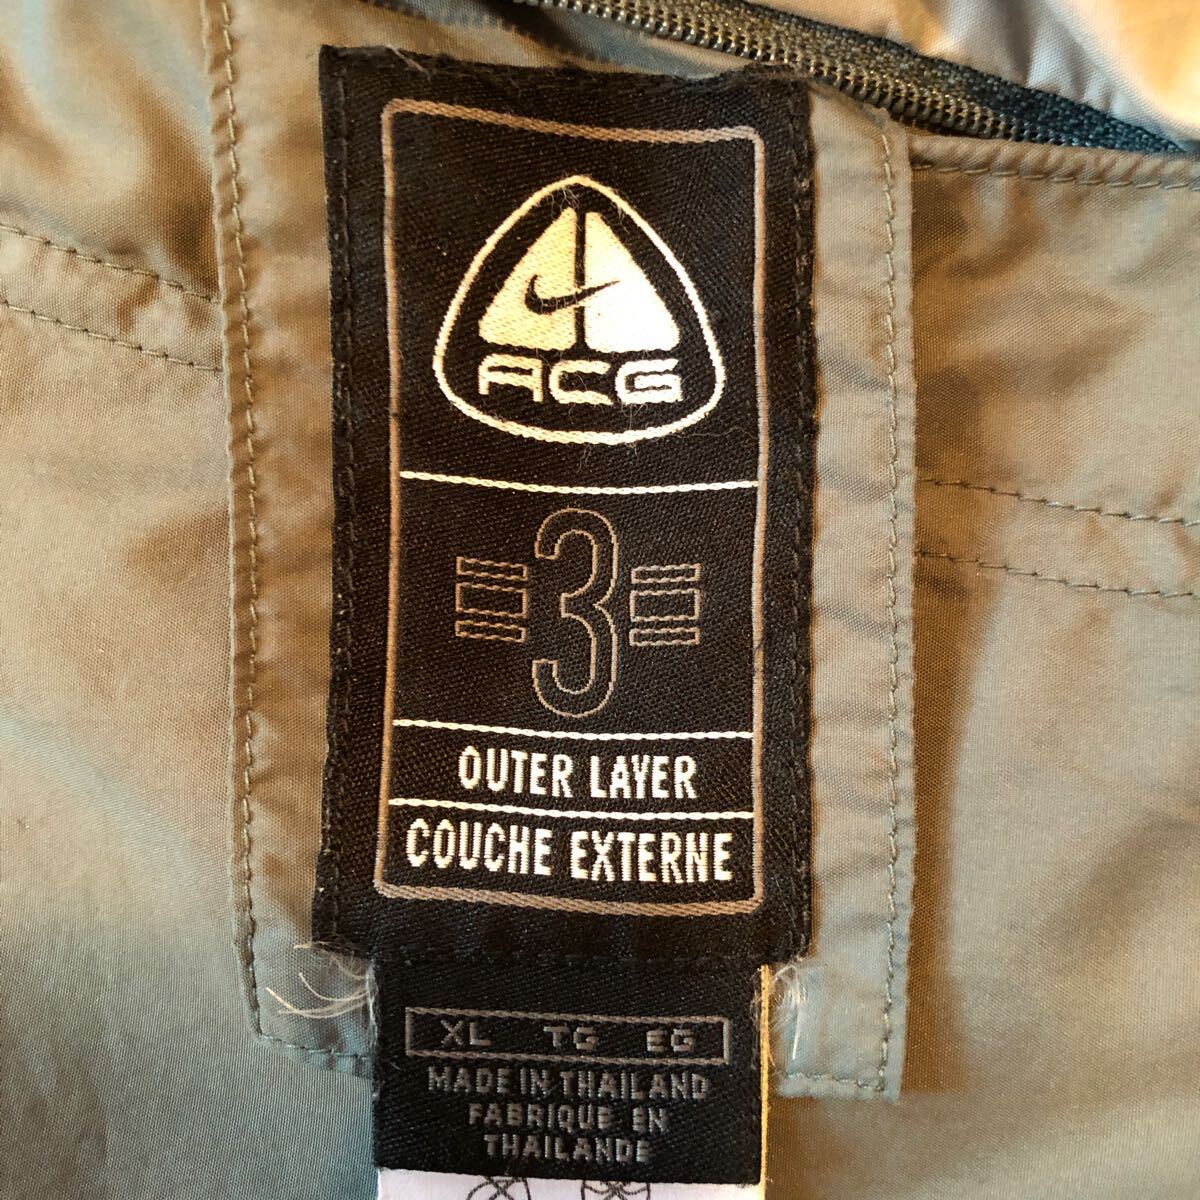 ACG
3
OUTER LAYER
COUCHE EXTERNE
XL TG EG
MADE IN THAILAND
FABRIQUE EN
THAILANDE